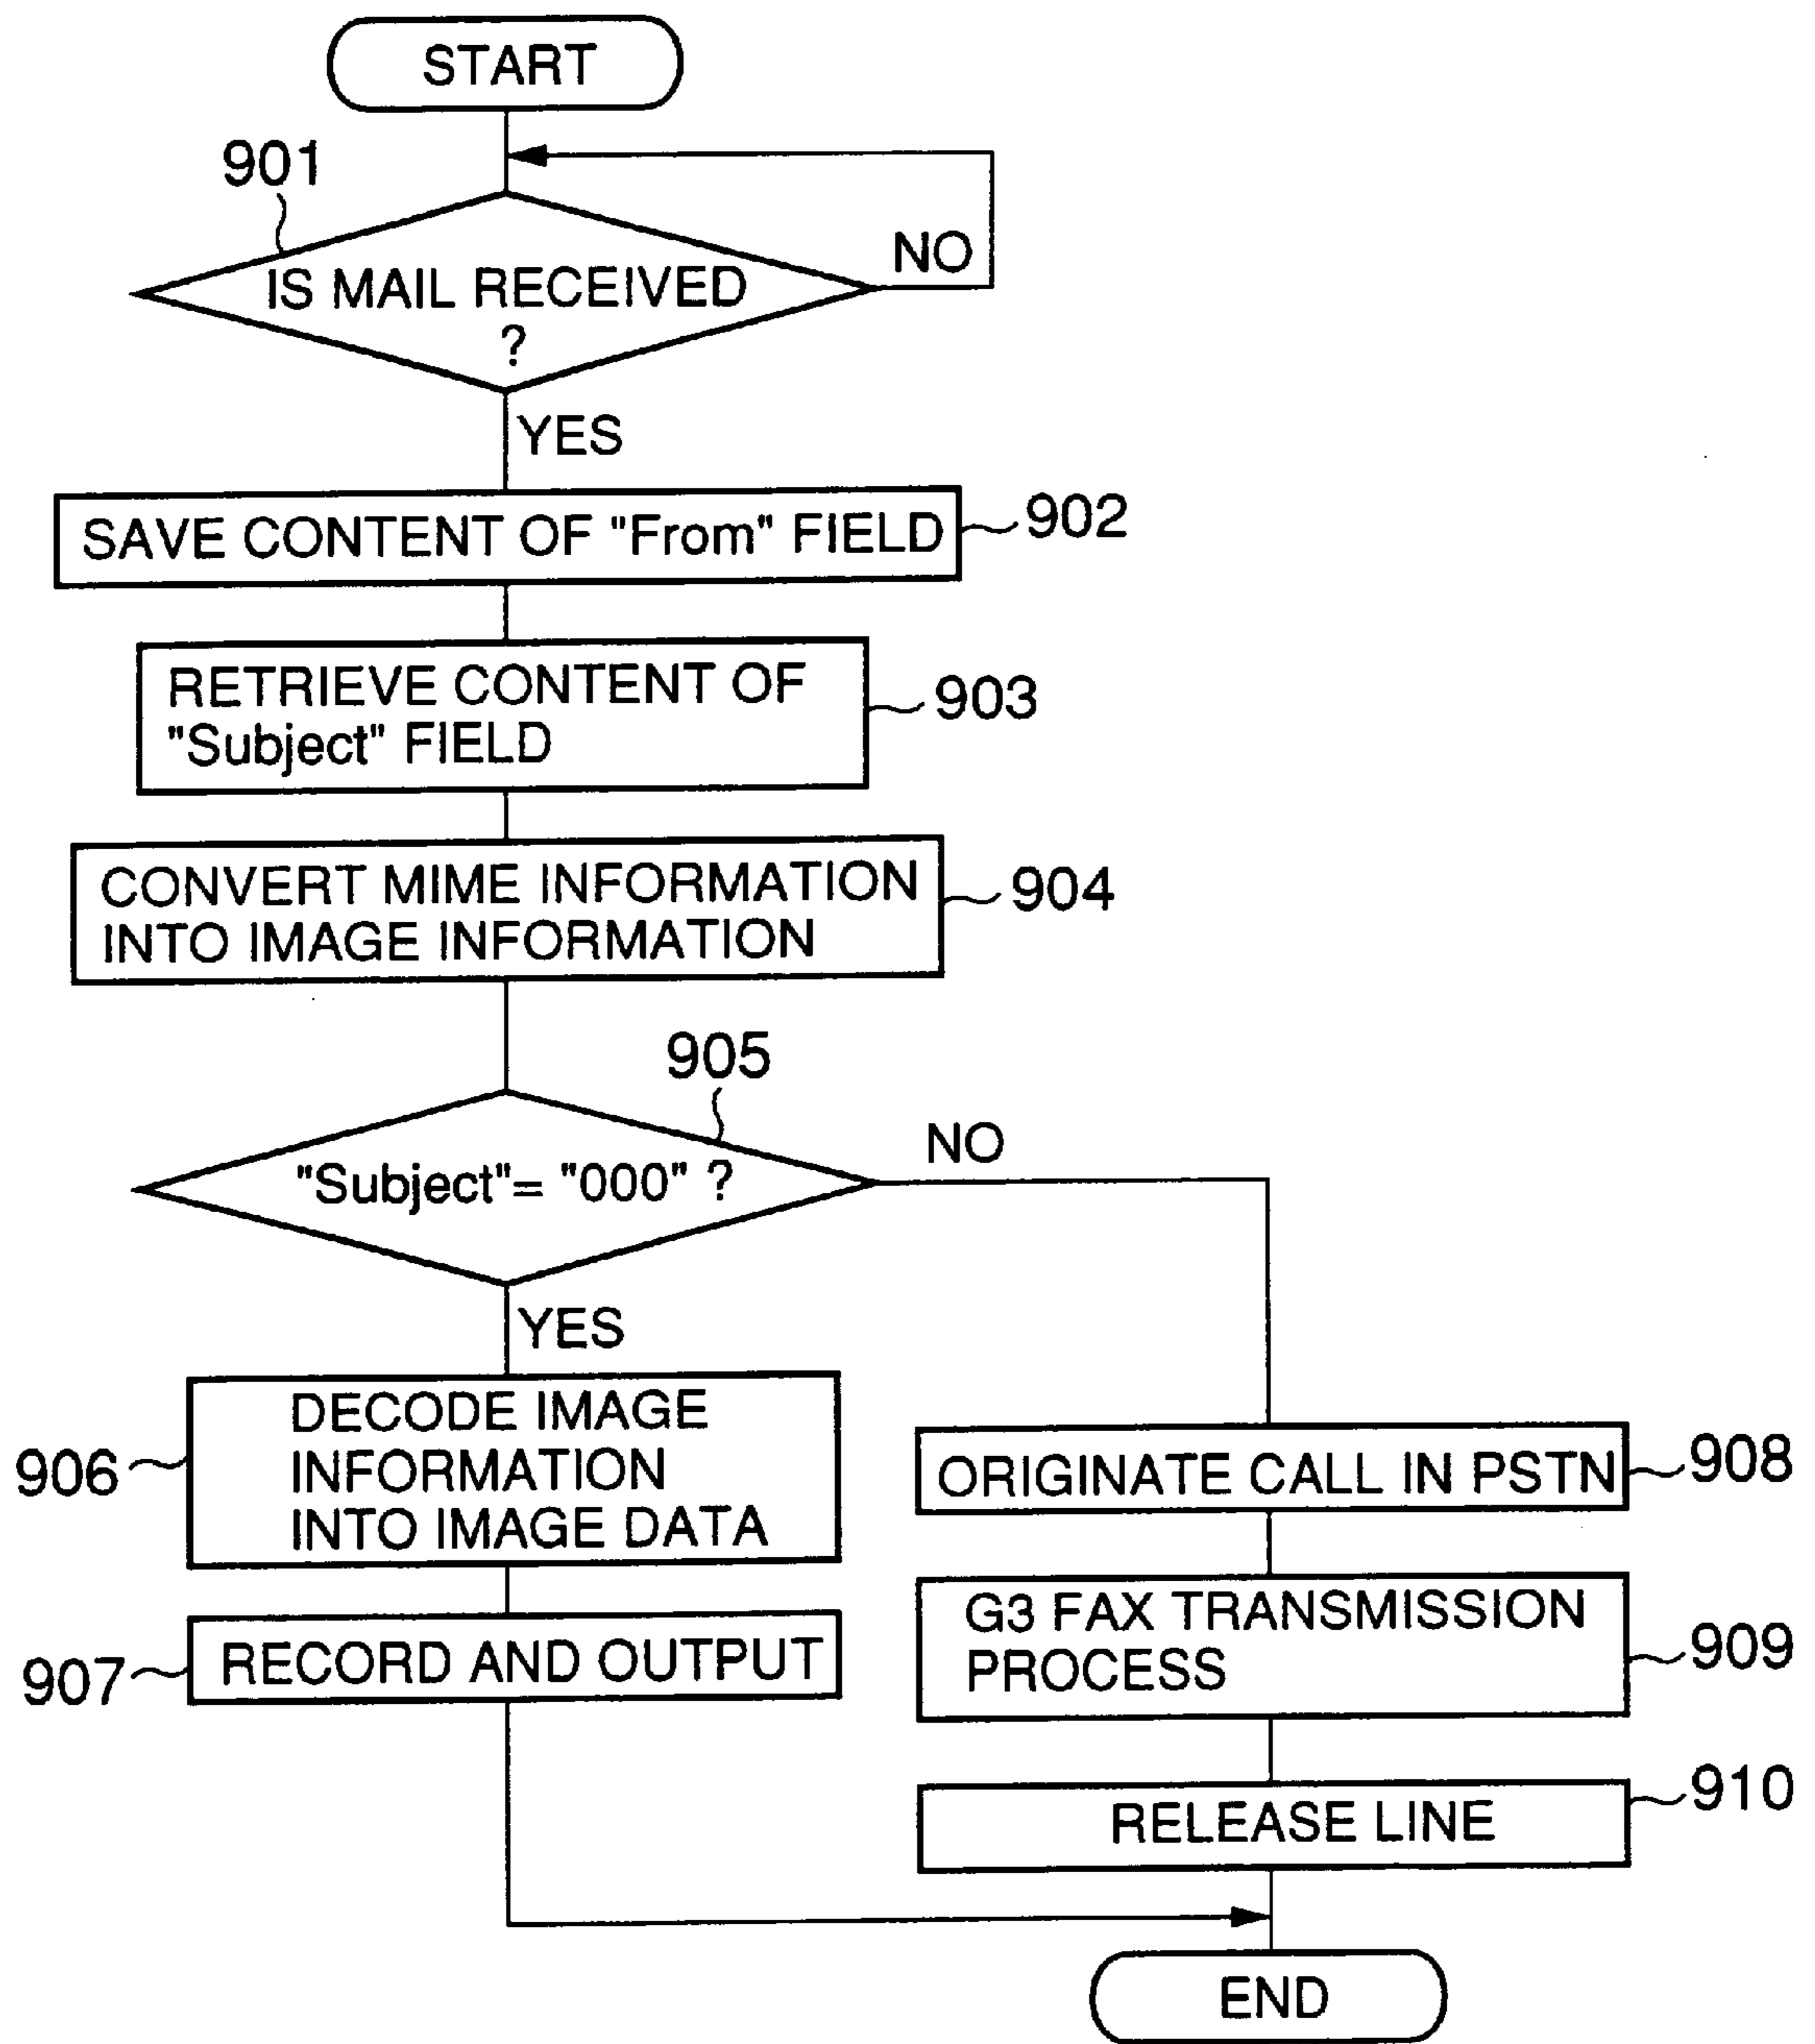 START
901
IS MAIL RECEIVED
?
NO
YES
SAVE CONTENT OF "From" FIELD
902
RETRIEVE CONTENT OF
"Subject" FIELD
903
CONVERT MIME INFORMATION
INTO IMAGE INFORMATION
904
905
"Subject"= "000" ?
NO
YES
DECODE IMAGE
INFORMATION
INTO IMAGE DATA
906
RECORD AND OUTPUT
907
ORIGINATE CALL IN PSTN
908
G3 FAX TRANSMISSION
PROCESS
909
RELEASE LINE
910
END